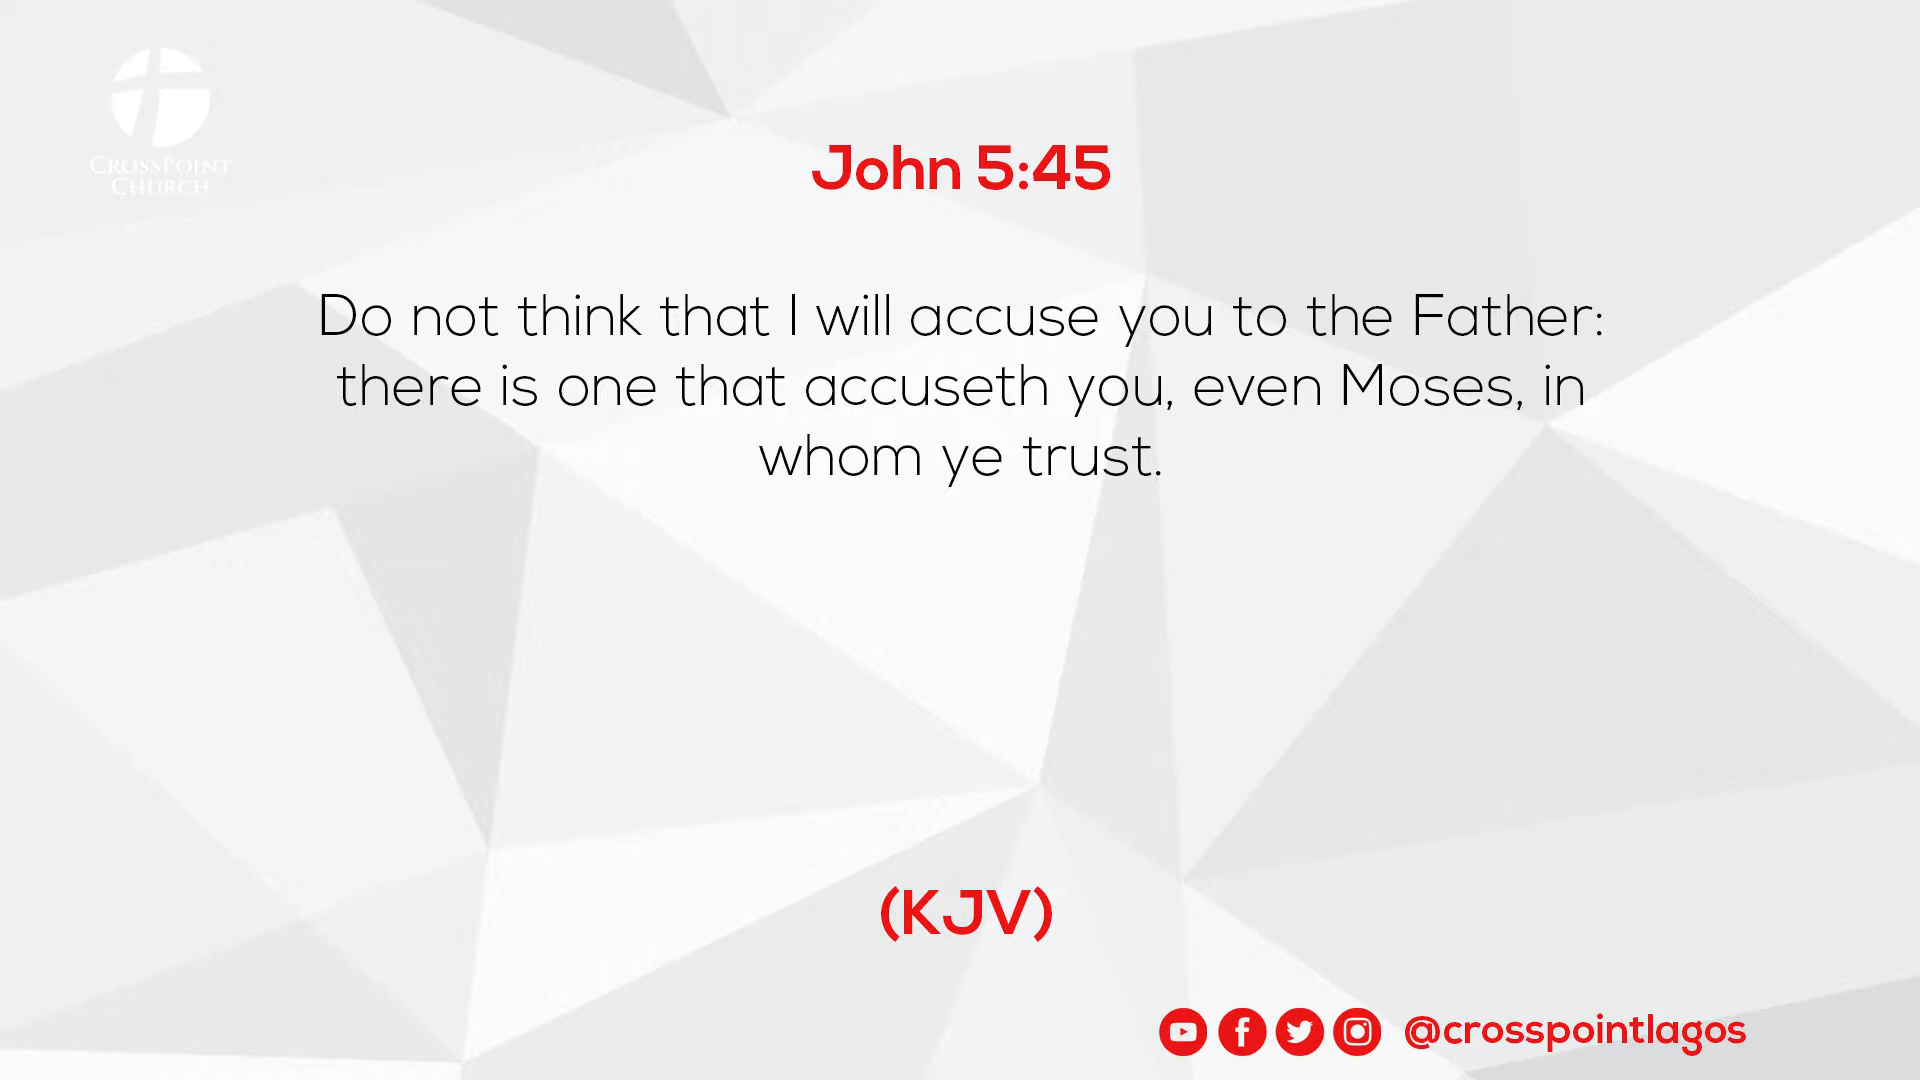 CrossPoint
Church
John 5:45
Do not think that I will accuse you to the Father:
there is one that accuseth you, even Moses, in
whom ye trust.
(KJV)
@crosspointlagos